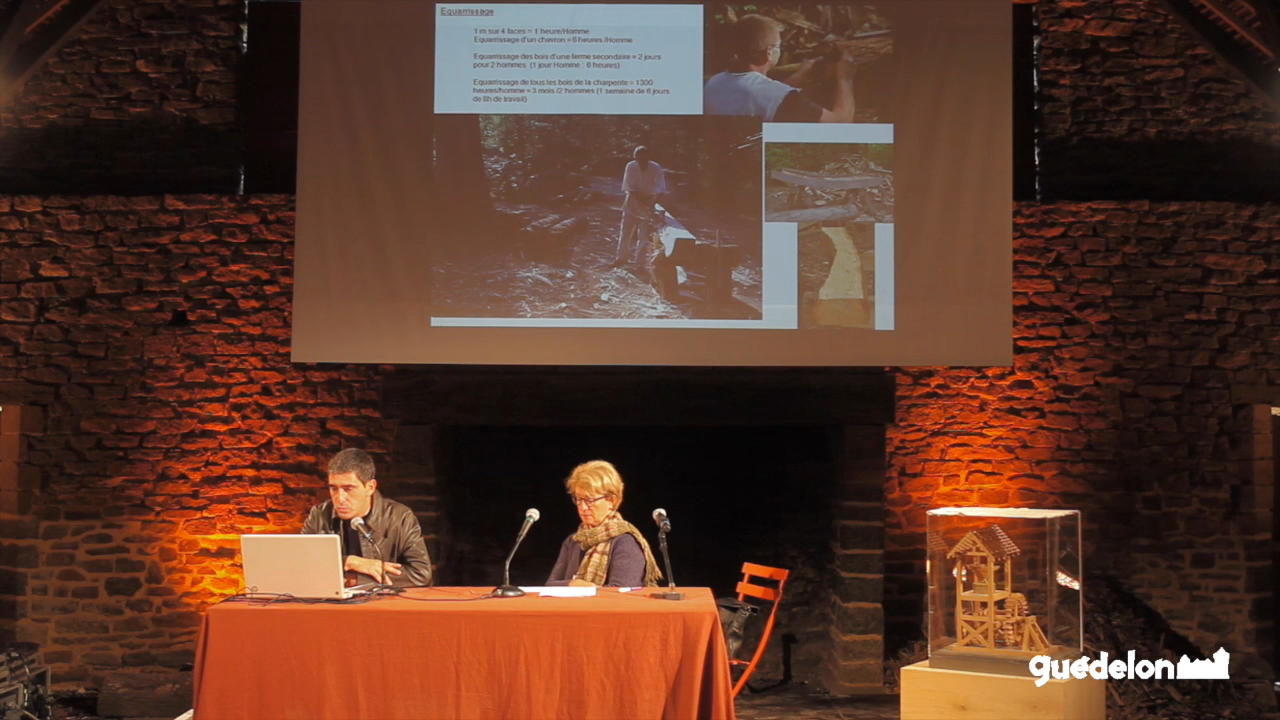 Equarrissage
1 m sur 4 faces = 1 heure/Homme
Equarrissage d'un chevron = 6 heures /Homme
Equarrissage des bois d'une ferme secondaire = 2 jours
pour 2 hommes (1 jour Homme : 6 heures)
Equarrissage de tous les bois de la charpente = 1300
heures/homme = 3 mois /2 hommes (1 semaine de 6 jours
de 8h de travail)
guédelon